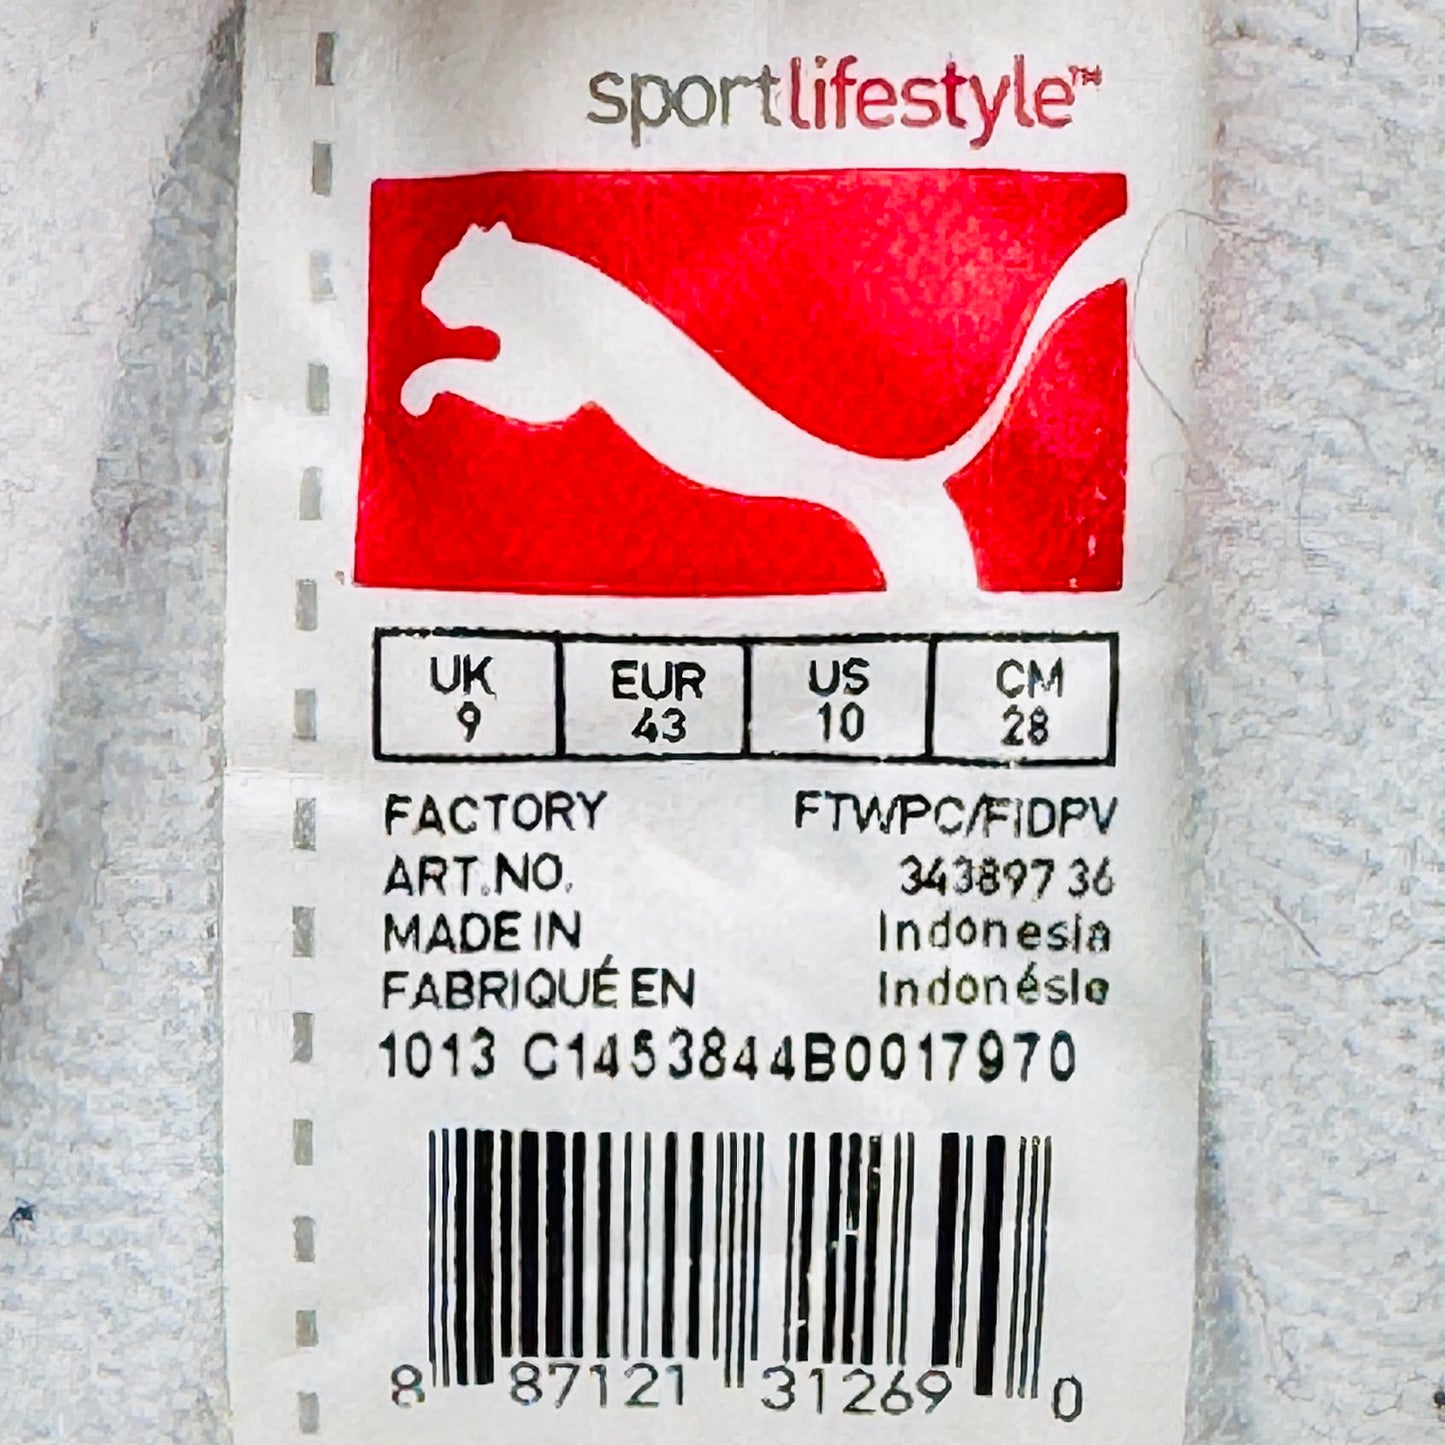 sportlifestyle™
UK EUR US CM
9 43 10 28
FACTORY FTWPC/FIDPV
ART.NO. 343897 36
MADE IN Indonesia
FABRIQUÉ EN Indonésie
1013 C1453844B0017970
8 87121 31269 0